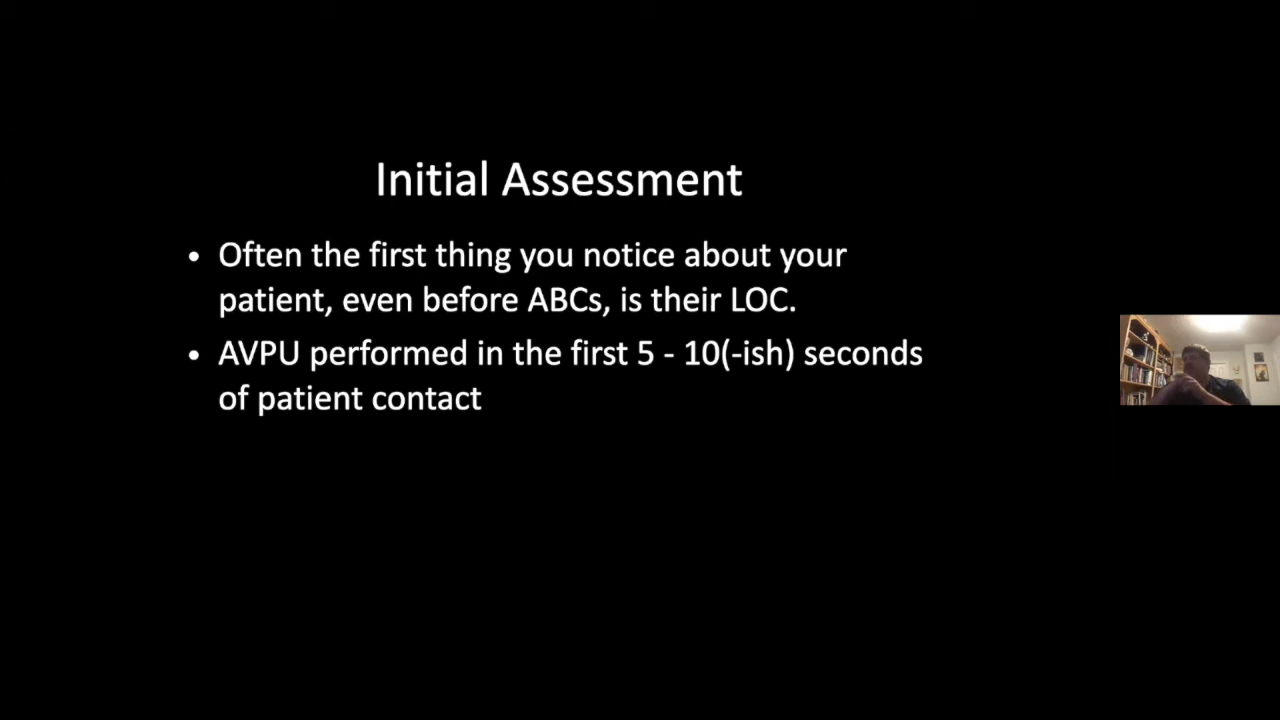 Initial Assessment
• Often the first thing you notice about your
patient, even before ABCs, is their LOC.
• AVPU performed in the first 5 - 10(-ish) seconds
of patient contact